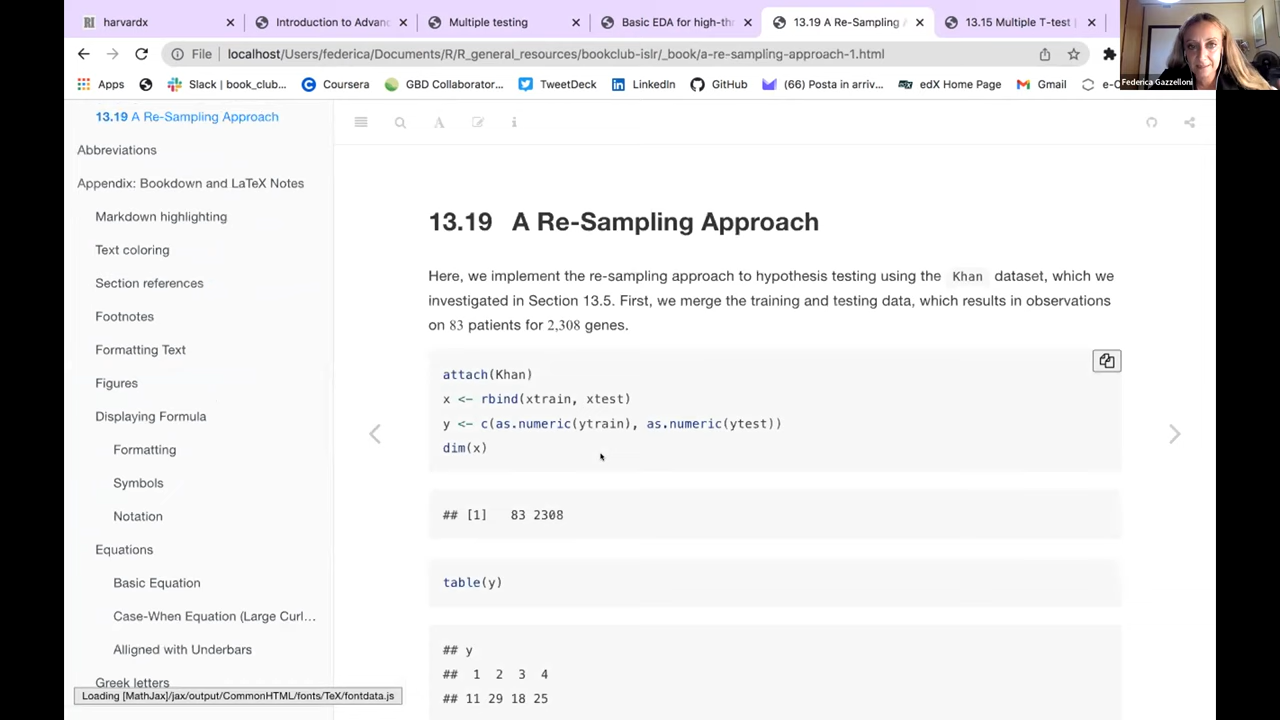 harvardx
Introduction to Advan
Multiple testing
Basic EDA for high-thr
13.19 A Re-Sampling
13.15 Multiple T-test
File localhost/Users/federica/Documents/R/R_general_resources/bookclub-islr/_book/a-re-sampling-approach-1.html
Apps
Slack | book_club...
Coursera
GBD Collaborator...
TweetDeck
LinkedIn
GitHub
(66) Posta in arriv...
edX Home Page
Gmail
Federica Gazzelloni
13.19 A Re-Sampling Approach
Abbreviations
Appendix: Bookdown and LaTeX Notes
Markdown highlighting
Text coloring
Section references
Footnotes
Formatting Text
Figures
Displaying Formula
Formatting
Symbols
Notation
Equations
Basic Equation
Case-When Equation (Large Curl...
Alligned with Underbars
Greek letters
Loading [MathJax]/jax/output/CommonHTML/fonts/TeX/fontdata.js
13.19 A Re-Sampling Approach
Here, we implement the re-sampling approach to hypothesis testing using the Khan dataset, which we
investigated in Section 13.5. First, we merge the training and testing data, which results in observations
on 83 patients for 2,308 genes.
attach(Khan)
x <- rbind(xtrain, xtest)
y <- c(as.numeric(ytrain), as.numeric(ytest))
dim(x)
## [1] 83 2308
table(y)
## y
## 1 2 3 4
## 11 29 18 25